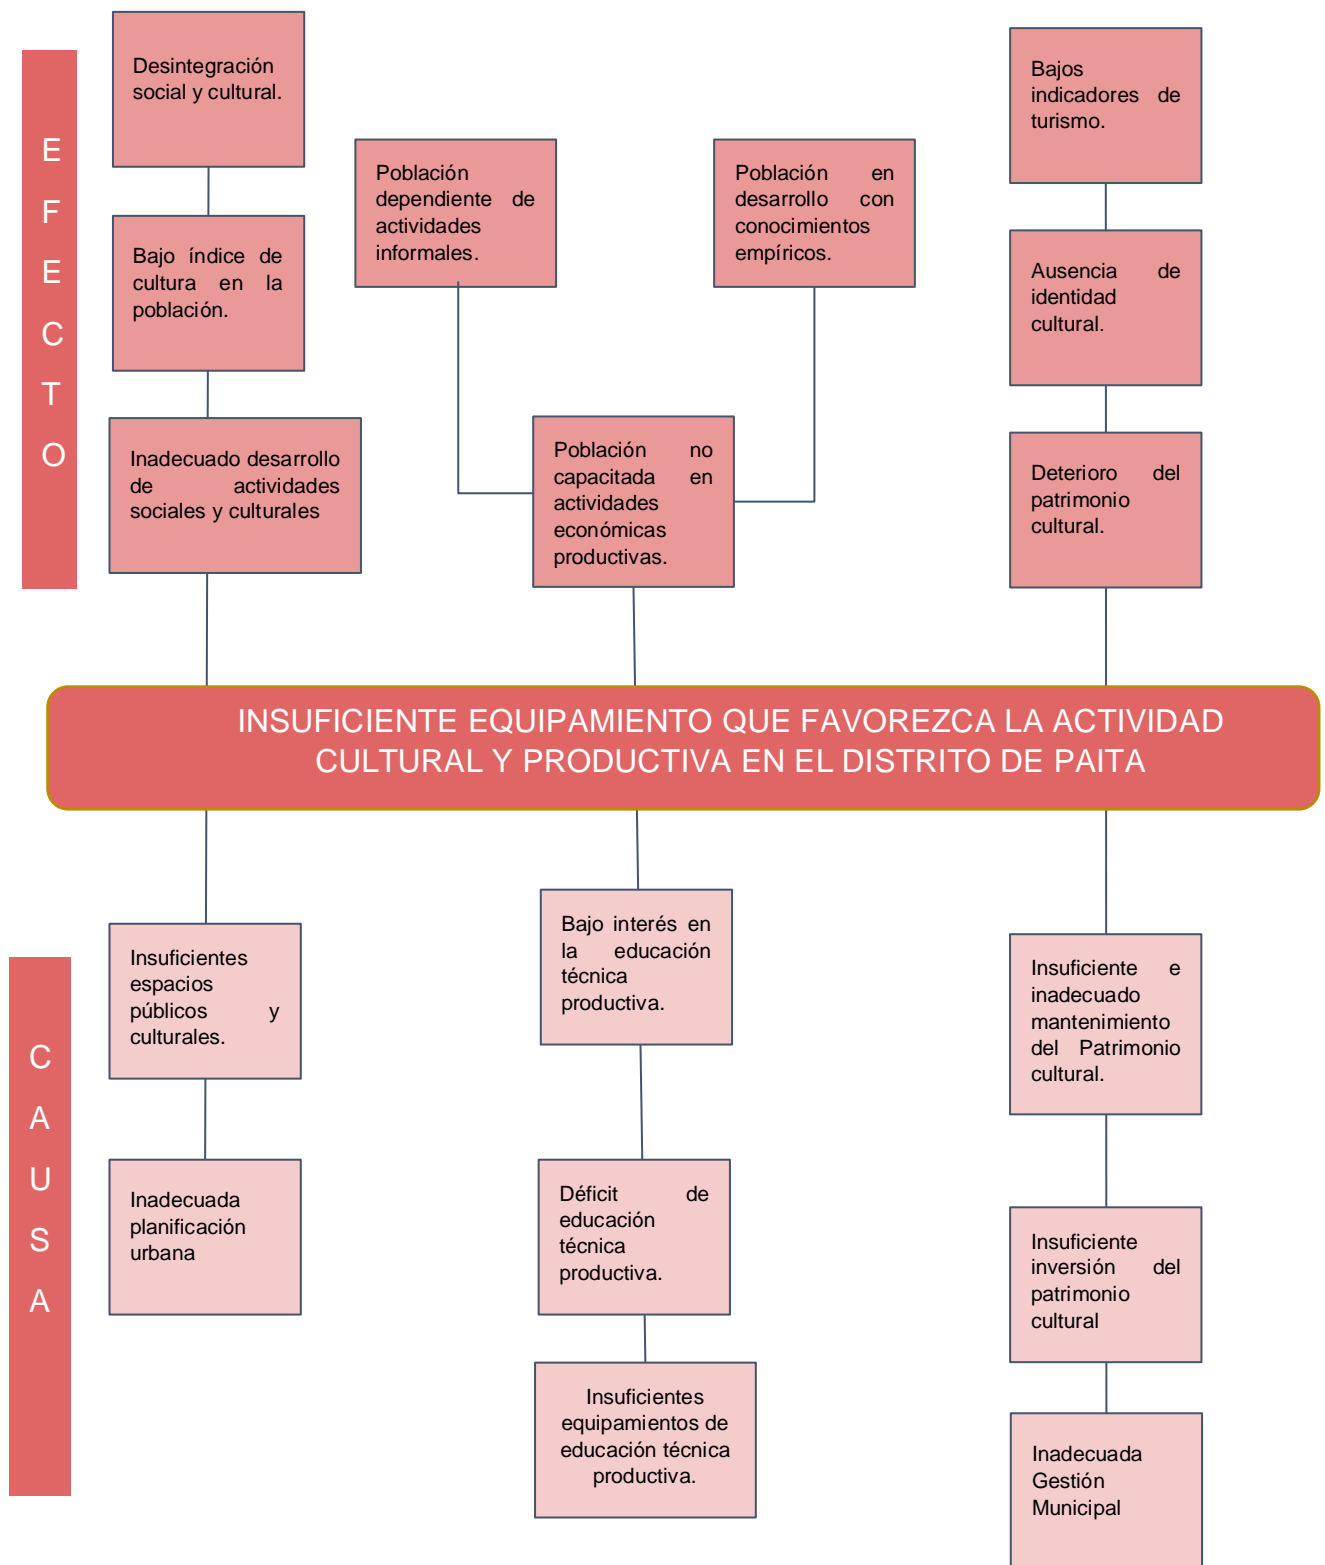 E
F
E
C
T
O
Desintegración
social y cultural.
Bajo índice de
cultura en la
población.
Inadecuado desarrollo
de actividades
sociales y culturales
Población
dependiente de
actividades
informales.
Población en
desarrollo con
conocimientos
empíricos.
Población no
capacitada en
actividades
económicas
productivas.
Bajos
indicadores de
turismo.
Ausencia de
identidad
cultural.
Deterioro del
patrimonio
cultural.
INSUFICIENTE EQUIPAMIENTO QUE FAVOREZCA LA ACTIVIDAD
CULTURAL Y PRODUCTIVA EN EL DISTRITO DE PAITA
C
A
U
S
A
Insuficientes
espacios
públicos y
culturales.
Inadecuada
planificación
urbana
Bajo interés en
la educación
técnica
productiva.
Déficit de
educación
técnica
productiva.
Insuficientes
equipamientos de
educación técnica
productiva.
Insuficiente e
inadecuado
mantenimiento
del Patrimonio
cultural.
Insuficiente
inversión del
patrimonio
cultural
Inadecuada
Gestión
Municipal